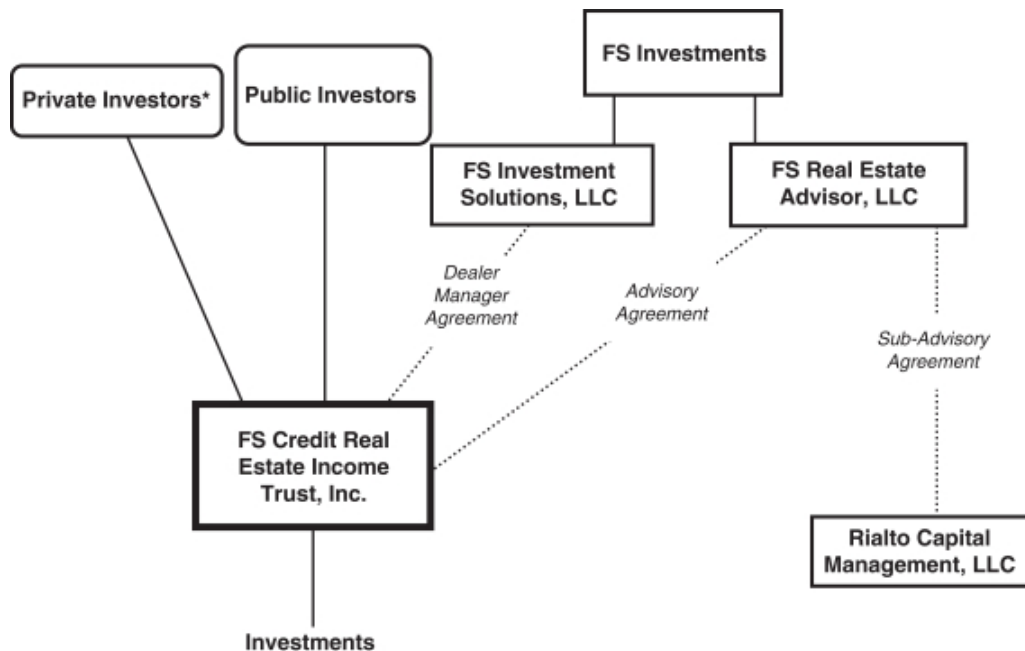 FS Investments
Private Investors*
Public Investors
FS Investment
Solutions, LLC
FS Real Estate
Advisor, LLC
Dealer
Manager
Agreement
Advisory
Agreement
Sub-Advisory
Agreement
FS Credit Real
Estate Income
Trust, Inc.
Rialto Capital
Management, LLC
Investments